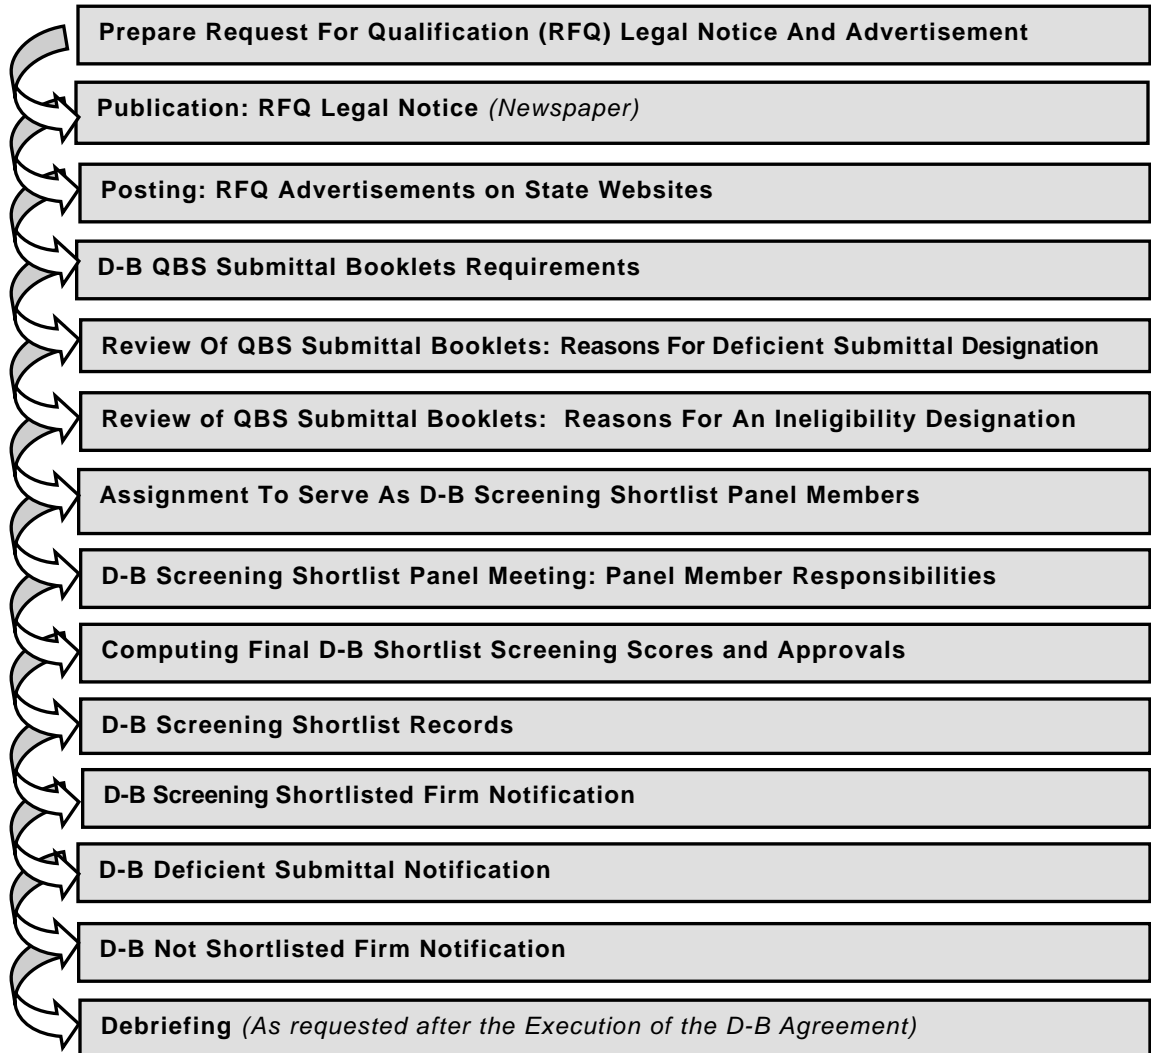 Prepare Request For Qualification (RFQ) Legal Notice And Advertisement
Publication: RFQ Legal Notice (Newspaper)
Posting: RFQ Advertisements on State Websites
D-B QBS Submittal Booklets Requirements
Review Of QBS Submittal Booklets: Reasons For Deficient Submittal Designation
Review of QBS Submittal Booklets: Reasons For An Ineligibility Designation
Assignment To Serve As D-B Screening Shortlist Panel Members
D-B Screening Shortlist Panel Meeting: Panel Member Responsibilities
Computing Final D-B Shortlist Screening Scores and Approvals
D-B Screening Shortlist Records
D-B Screening Shortlisted Firm Notification
D-B Deficient Submittal Notification
D-B Not Shortlisted Firm Notification
Debriefing (As requested after the Execution of the D-B Agreement)